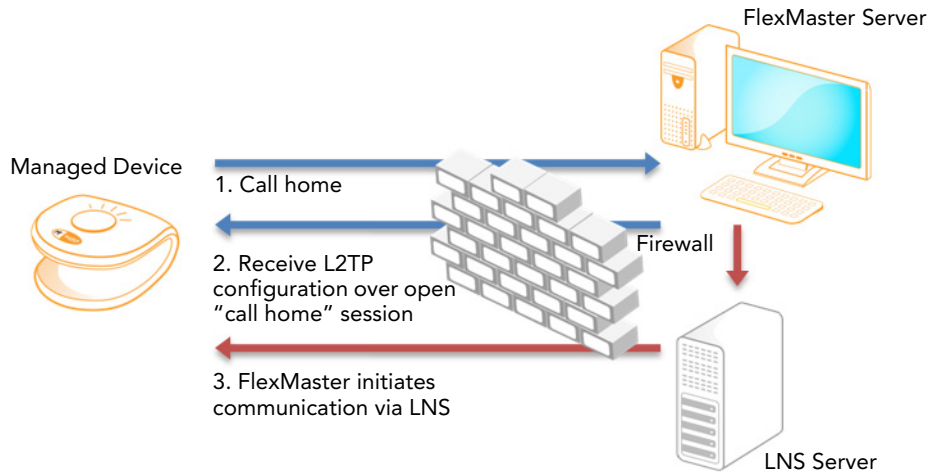 FlexMaster Server
Managed Device
1. Call home
Firewall
2. Receive L2TP
configuration over open
“call home” session
3. FlexMaster initiates
communication via LNS
LNS Server